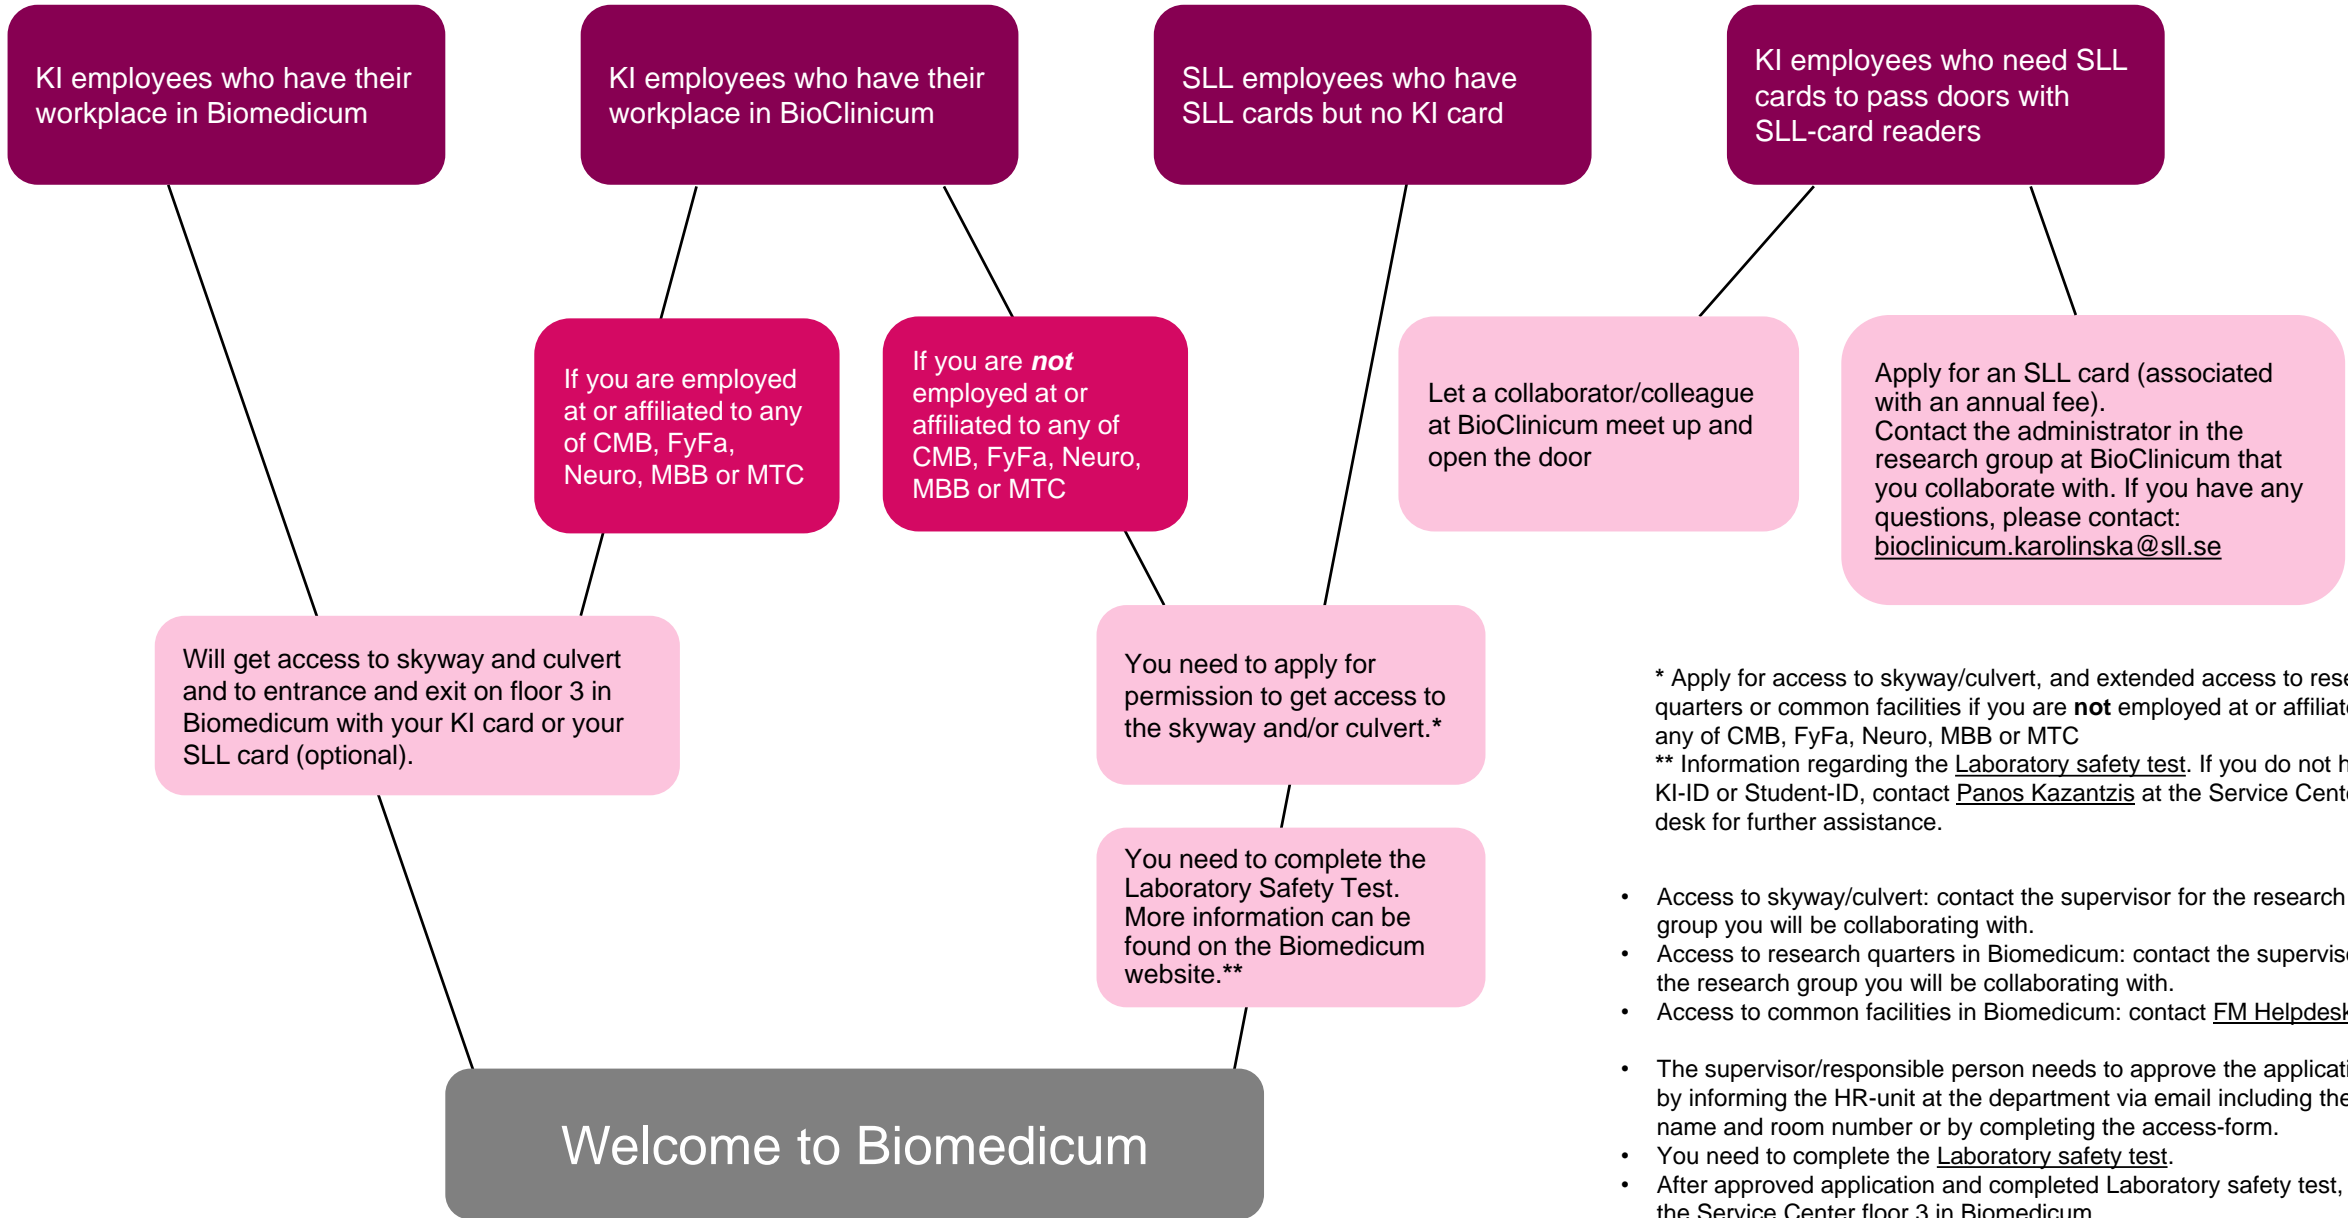 KI employees who have their
workplace in Biomedicum
KI employees who have their
workplace in BioClinicum
SLL employees who have
SLL cards but no KI card
KI employees who need SLL
cards to pass doors with
SLL-card readers
If you are employed
at or affiliated to any
of CMB, FyFa,
Neuro, MBB or MTC
If you are not
employed at or
affiliated to any of
CMB, FyFa, Neuro,
MBB or MTC
Let a collaborator/colleague
at BioClinicum meet up and
open the door
Apply for an SLL card (associated
with an annual fee).
Contact the administrator in the
research group at BioClinicum that
you collaborate with. If you have any
questions, please contact:
bioclinicum.karolinska@sll.se
Will get access to skyway and culvert
and to entrance and exit on floor 3 in
Biomedicum with your KI card or your
SLL card (optional).
You need to apply for
permission to get access to
the skyway and/or culvert.*
You need to complete the
Laboratory Safety Test.
More information can be
found on the Biomedicum
website.**
Welcome to Biomedicum
* Apply for access to skyway/culvert, and extended access to
quarters or common facilities if you are not employed at or
any of CMB, FyFa, Neuro, MBB or MTC
** Information regarding the Laboratory safety test. If you do not
KI-ID or Student-ID, contact Panos Kazantzis at the Service
desk for further assistance.
• Access to skyway/culvert: contact the supervisor for the research
group you will be collaborating with.
• Access to research quarters in Biomedicum: contact the
the research group you will be collaborating with.
• Access to common facilities in Biomedicum: contact FM Helpdesk
• The supervisor/responsible person needs to approve the
by informing the HR-unit at the department via email including the
name and room number or by completing the access-form.
• You need to complete the Laboratory safety test.
• After approved application and completed Laboratory safety test,
the Service Center floor 3 in Biomedicum